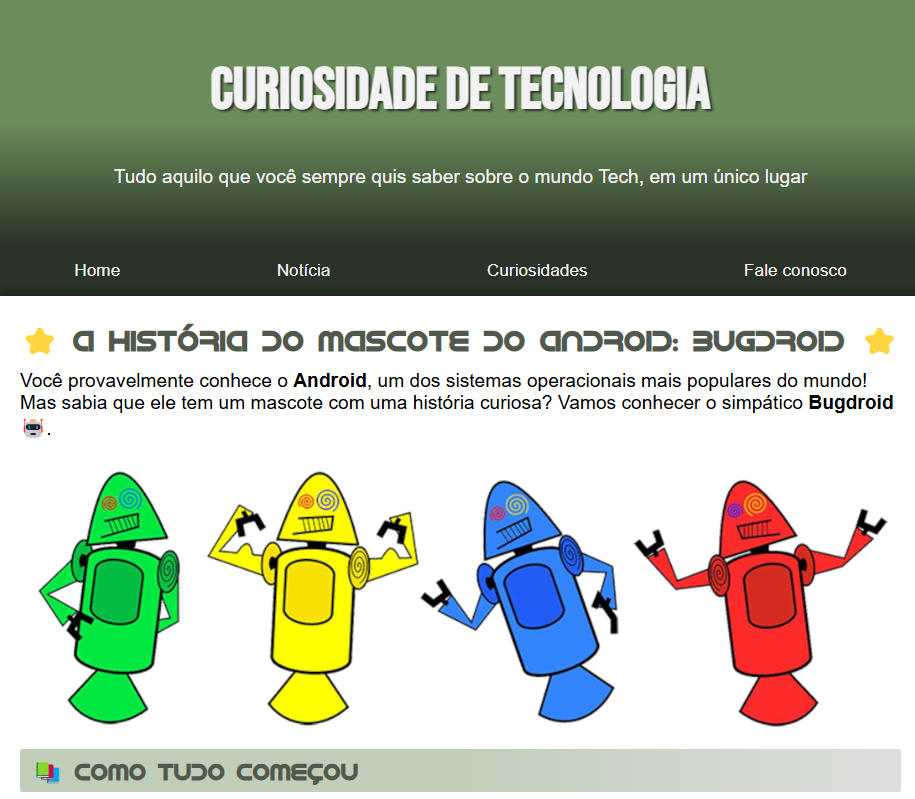 CURIOSIDADE DE TECNOLOGIA
Tudo aquilo que você sempre quis saber sobre o mundo Tech, em um único lugar
Home Notícia Curiosidades Fale conosco
A HISTÓRIA DO MASCOTE DO ANDROID: BUGDROID
Você provavelmente conhece o Android, um dos sistemas operacionais mais populares do mundo!
Mas sabia que ele tem um mascote com uma história curiosa? Vamos conhecer o simpático Bugdroid
.
COMO TUDO COMEÇOU